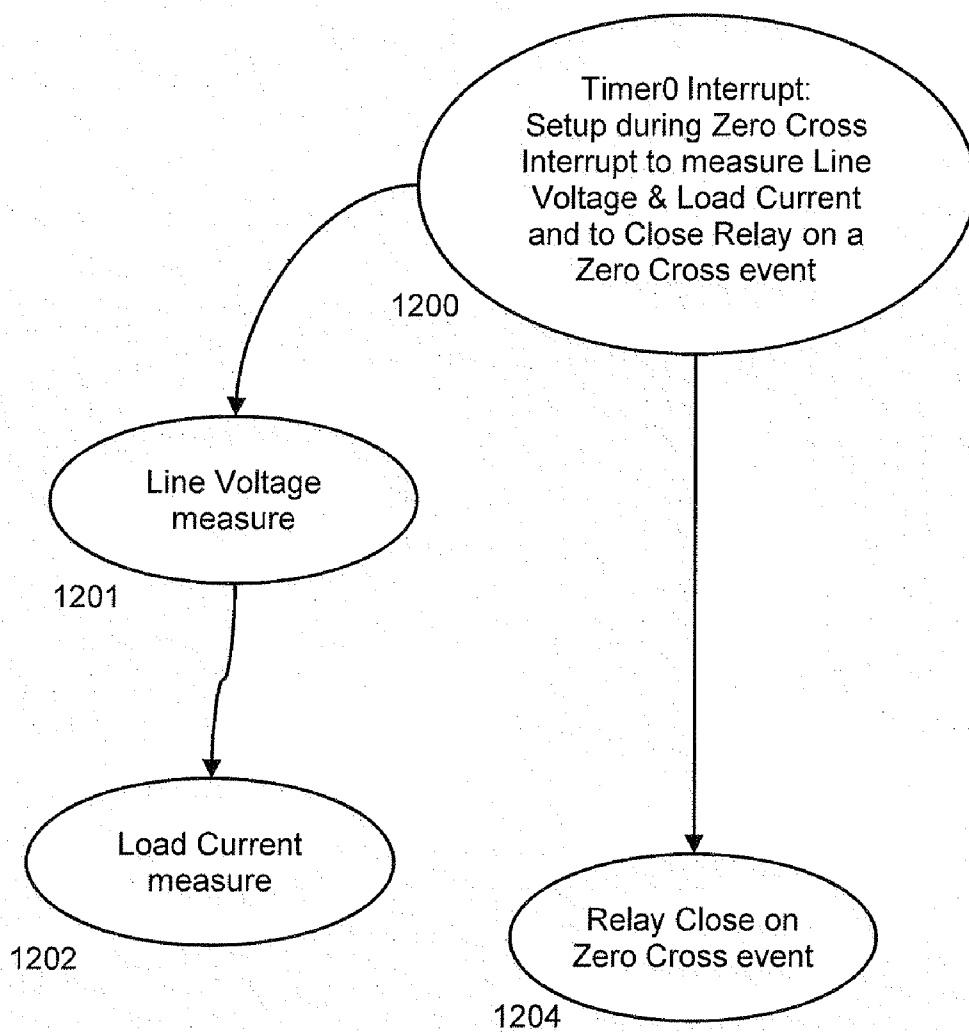 Timer0 Interrupt:
Setup during Zero Cross
Interrupt to measure Line
Voltage & Load Current
and to Close Relay on a
Zero Cross event
1200
Line Voltage
measure
1201
Load Current
measure
1202
Relay Close on
Zero Cross event
1204